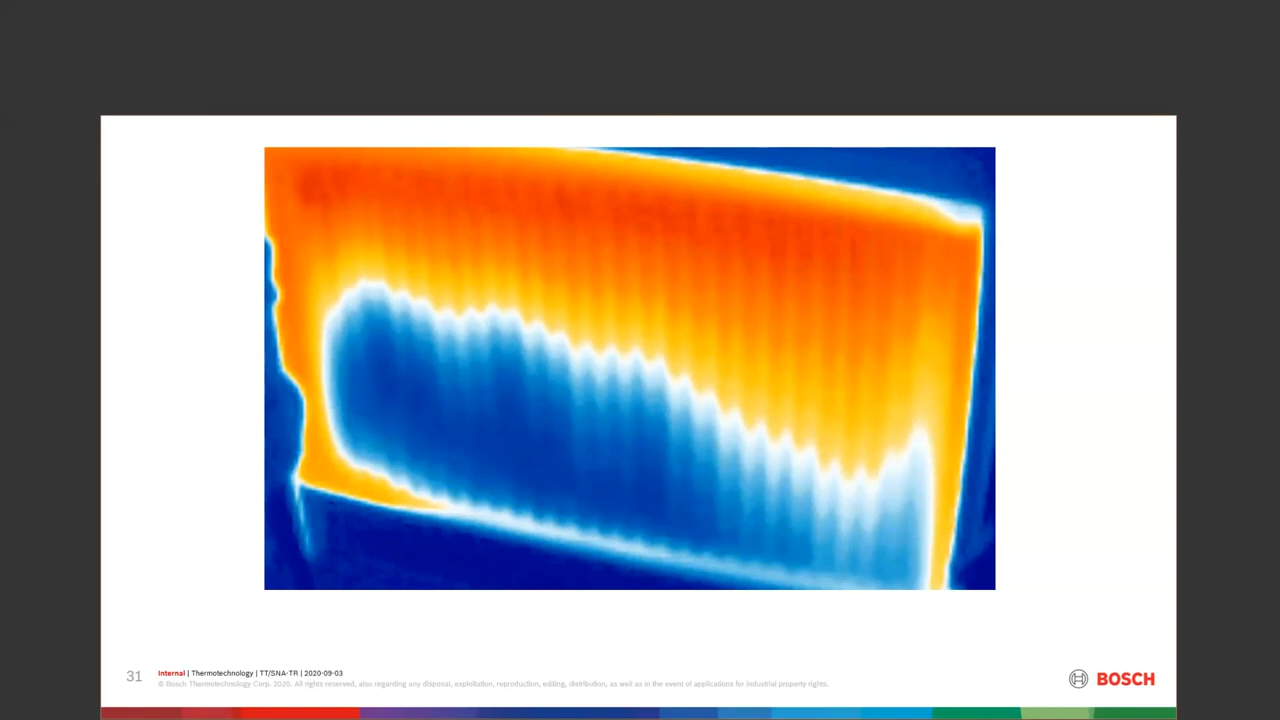 31
Internal | Thermotechnology | TT/SNA-TR | 2020-09-03
© Bosch Thermotechnology Corp. 2020. All rights reserved, also regarding any disposal, exploitation, reproduction, editing, distribution, as well as in the event of applications for industrial property rights.
BOSCH